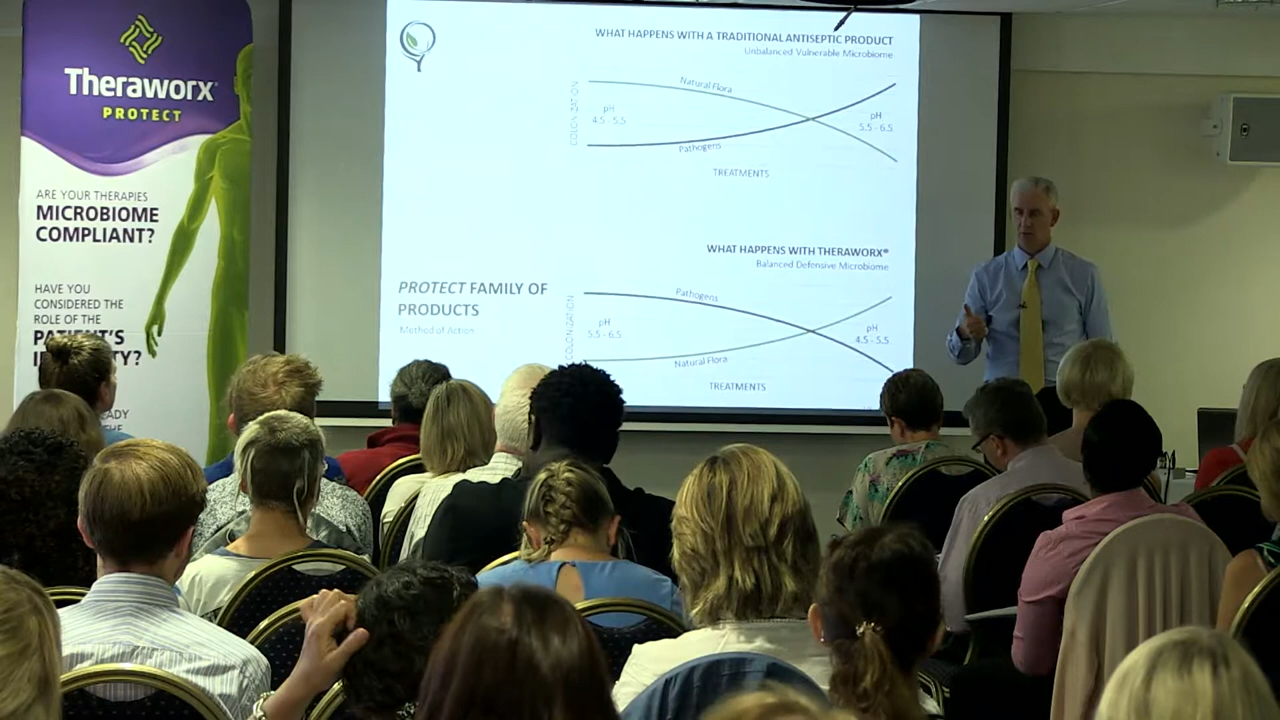 Theraworx
PROTECT
ARE YOUR THERAPIES
MICROBIOME
COMPLIANT?
HAVE YOU
CONSIDERED THE
ROLE OF THE
PATIENT'S
WHAT HAPPENS WITH A TRADITIONAL ANTISEPTIC PRODUCT
Unbalanced Vulnerable Microbiome
COLONIZATION
Natural Flora
pH
4.5 - 5.5
pH
5.5 - 6.5
Pathogens
TREATMENTS
WHAT HAPPENS WITH THERAWORX®
Balanced Defensive Microbiome
PROTECT FAMILY OF
PRODUCTS
Method of Action
COLONIZATION
Pathogens
pH
5.5 - 6.5
pH
4.5 - 5.5
Natural Flora
TREATMENTS